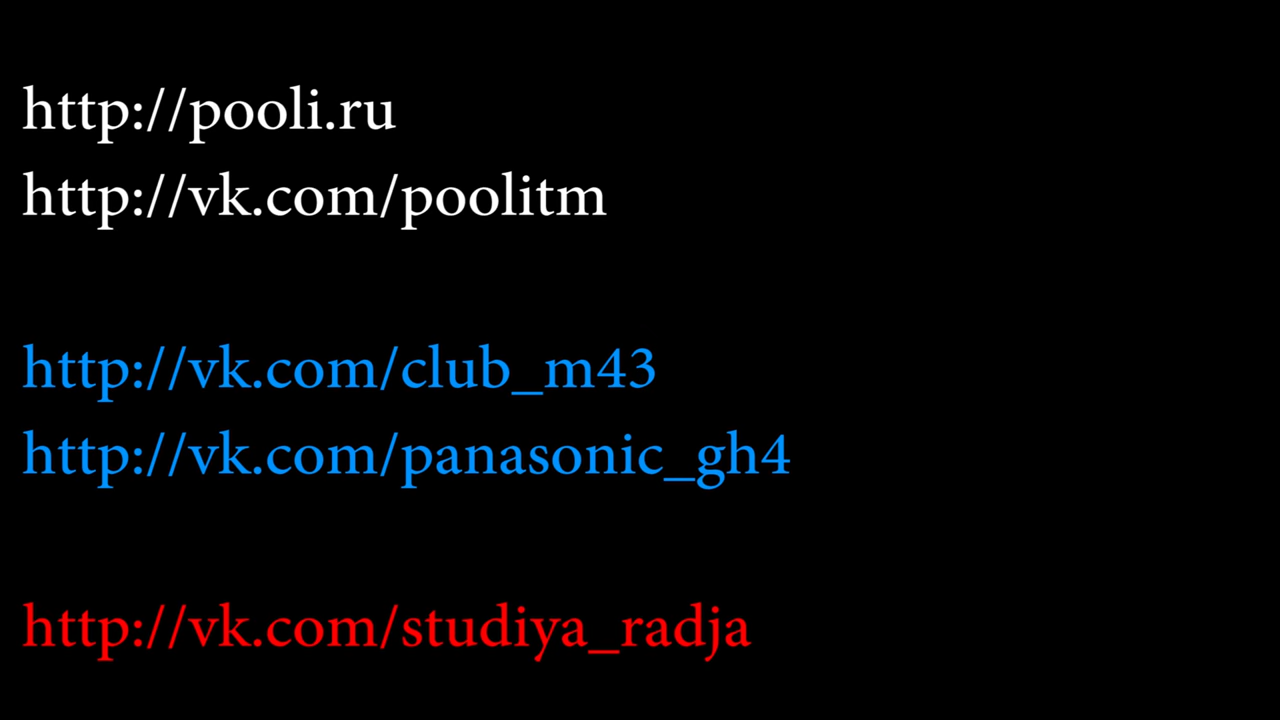 http://pooli.ru
http://vk.com/poolitm
http://vk.com/club_m43
http://vk.com/panasonic_gh4
http://vk.com/studiya_radja